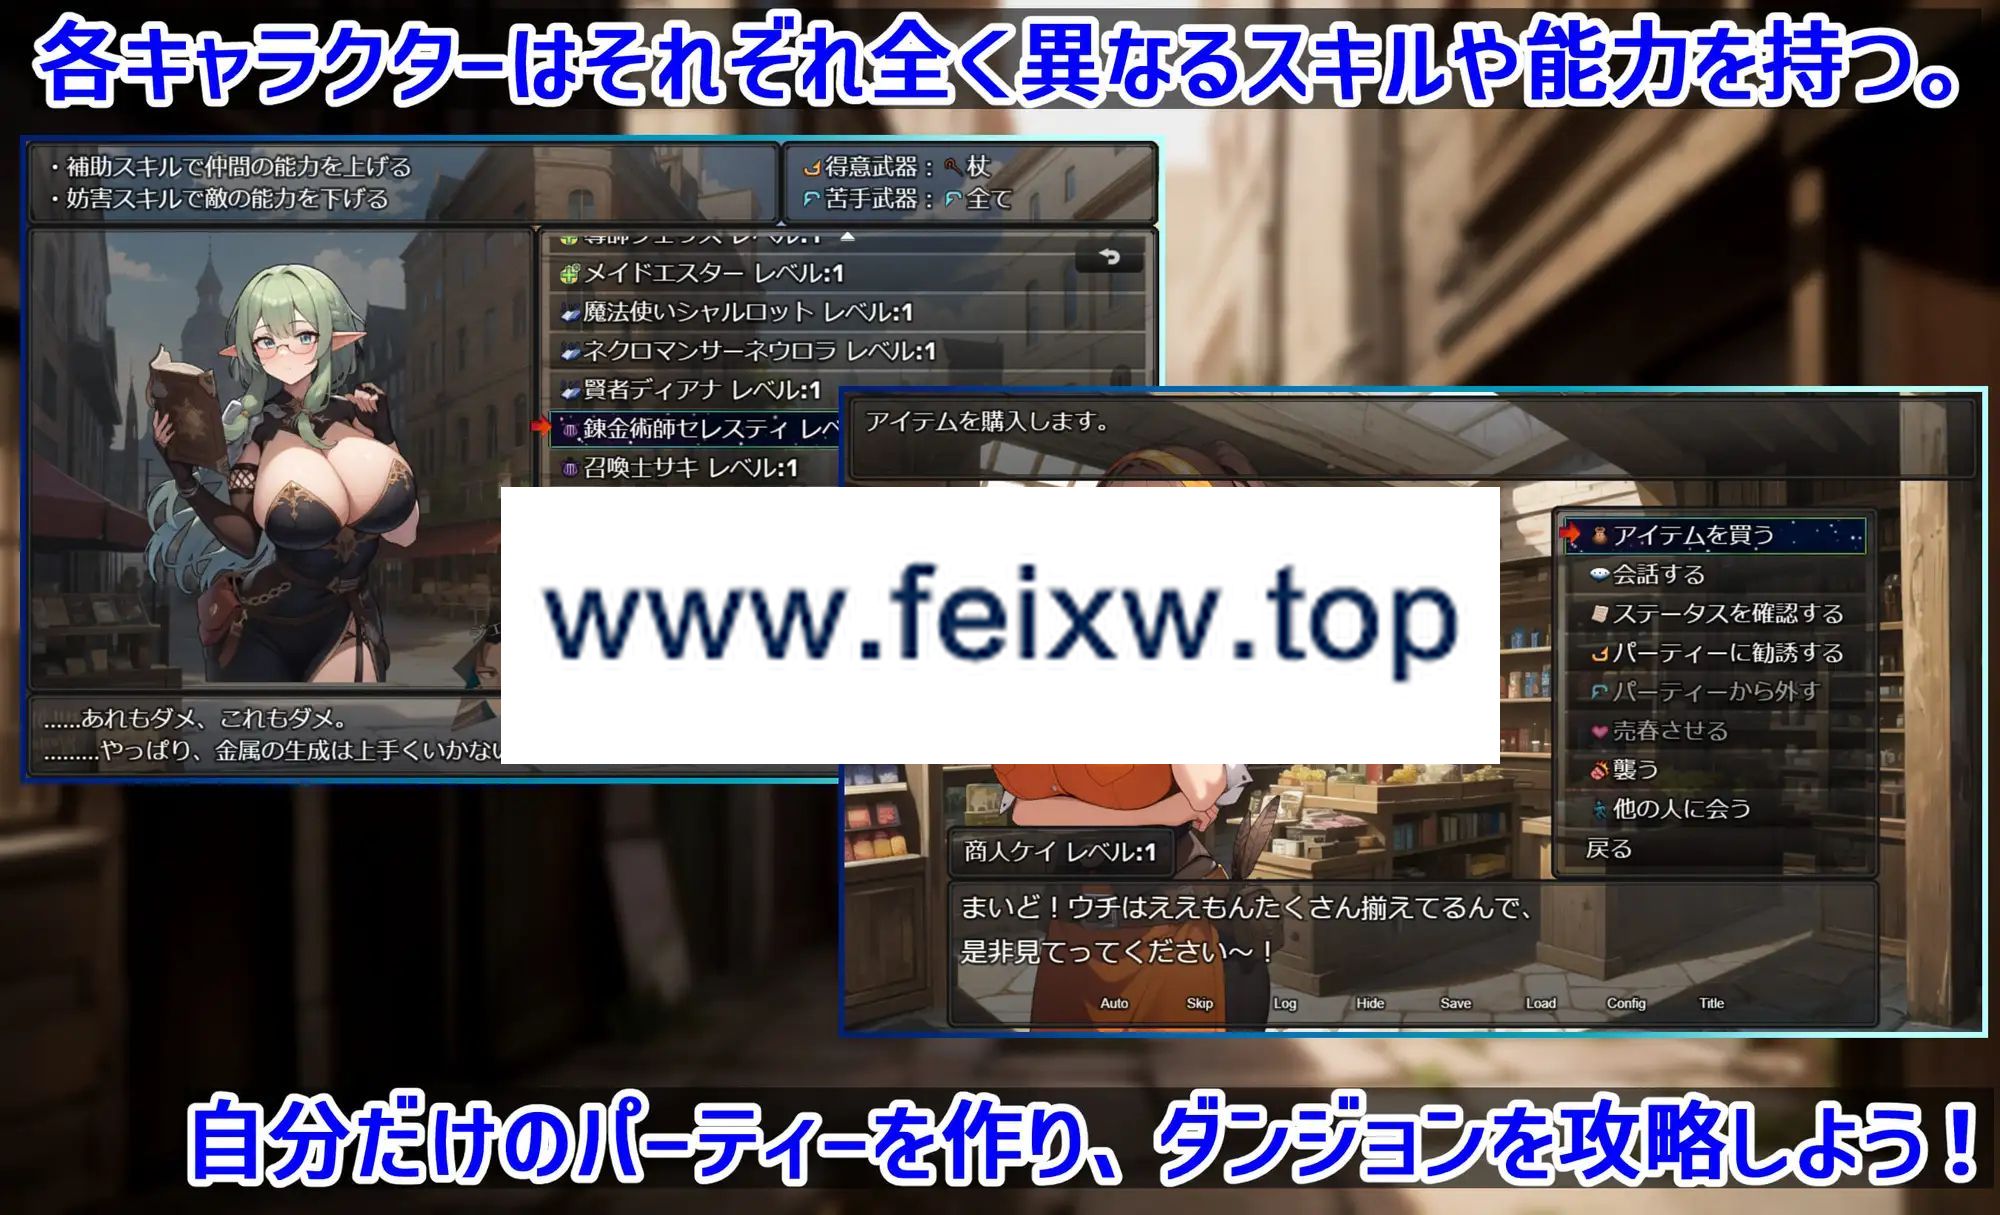 各キャラクターはそれぞれ全く異なるスキルや能力を持つ。
・補助スキルで仲間の能力を上げる
・妨害スキルで敵の能力を下げる
得意武器：杖
苦手武器：全て
メイドエスター レベル:1
魔法使いシャルロット レベル:1
ネクロマンサーネウロラ レベル:1
賢者ディアナ レベル:1
錬金術師セレスティ レベ
召喚士サキ レベル:1
......あれもダメ、これもダメ。
.........やっぱり、金属の生成は上手くいかない
アイテムを購入します。
www.feixw.top
アイテムを買う
会話する
ステータスを確認する
パーティーに勧誘する
パーティーから外す
売春させる
襲う
他の人に会う
戻る
商人ケイ レベル:1
まいど！ウチはええもんたくさん揃えてるんで、
是非見てってください～！
Auto Skip Log Hide Save Load Config Title
自分だけのパーティーを作り、ダンジョンを攻略しよう！